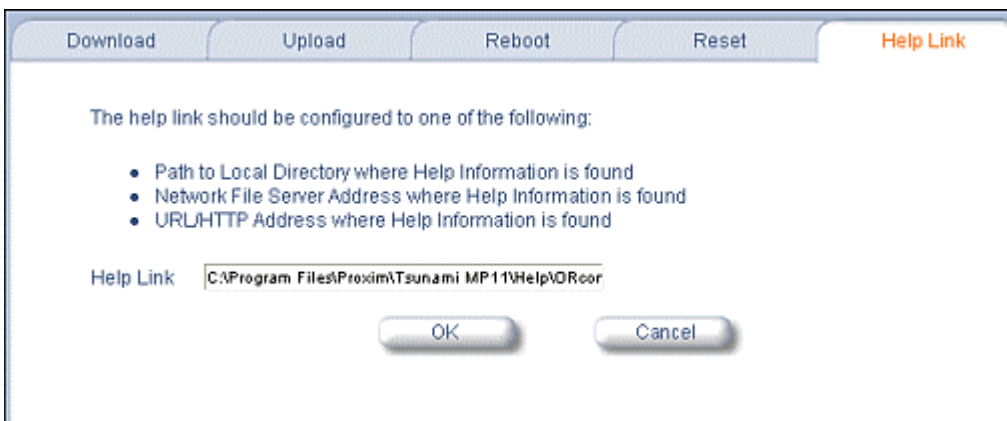 Download Upload Reboot Reset Help Link
The help link should be configured to one of the following:
• Path to Local Directory where Help Information is found
• Network File Server Address where Help Information is found
• URL/HTTP Address where Help Information is found
Help Link C:\Program Files\Proxim\Tsunami MP11\Help\ORcor
OK Cancel